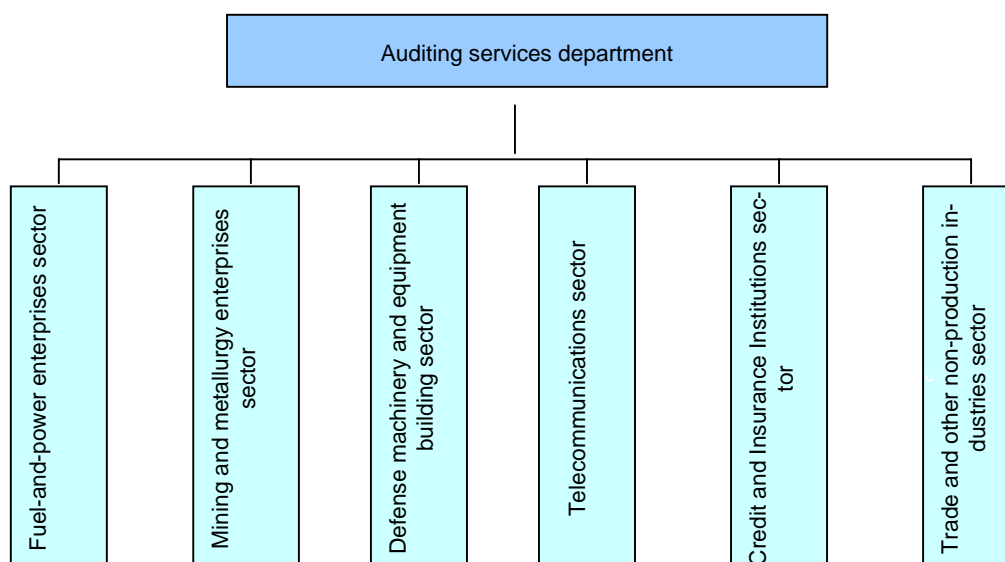 Auditing services department
Fuel-and-power enterprises sector
Mining and metallurgy enterprises
sector
Defense machinery and equipment
building sector
Telecommunications sector
Credit and Insurance Institutions sec-
tor
Trade and other non-production in-
dustries sector